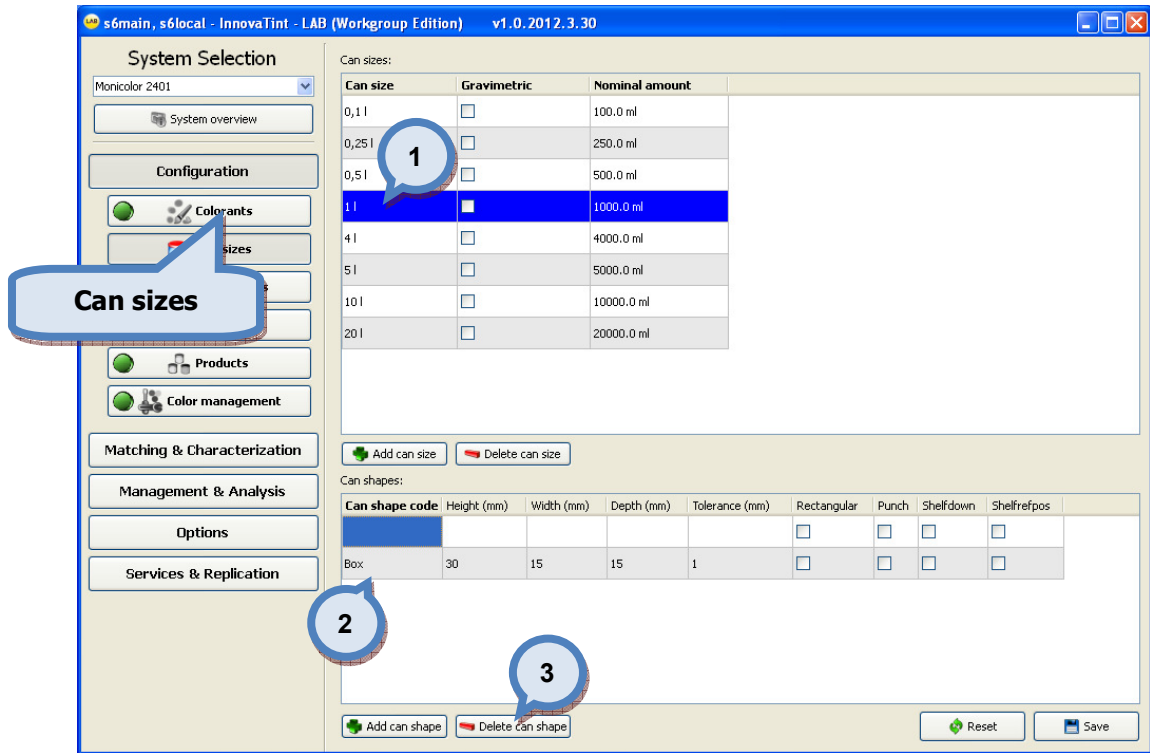 s6main, s6local - InnovaTint - LAB (Workgroup Edition) v1.0.2012.3.30
System Selection
Monicolor 2401
System overview
Configuration
Colorants
sizes
Can sizes
s
Products
Color management
Matching & Characterization
Management & Analysis
Options
Services & Replication
Can sizes:
Can size Gravimetric Nominal amount
0,1 l 100.0 ml
0,25 l 250.0 ml
1
0,5 l 500.0 ml
1 l 1000.0 ml
4 l 4000.0 ml
5 l 5000.0 ml
10 l 10000.0 ml
20 l 20000.0 ml
Add can size Delete can size
Can shapes:
Can shape code Height (mm) Width (mm) Depth (mm) Tolerance (mm) Rectangular Punch Shelfdown Shelfrefpos
Box 30 15 15 1
2
3
Add can shape Delete can shape Reset Save